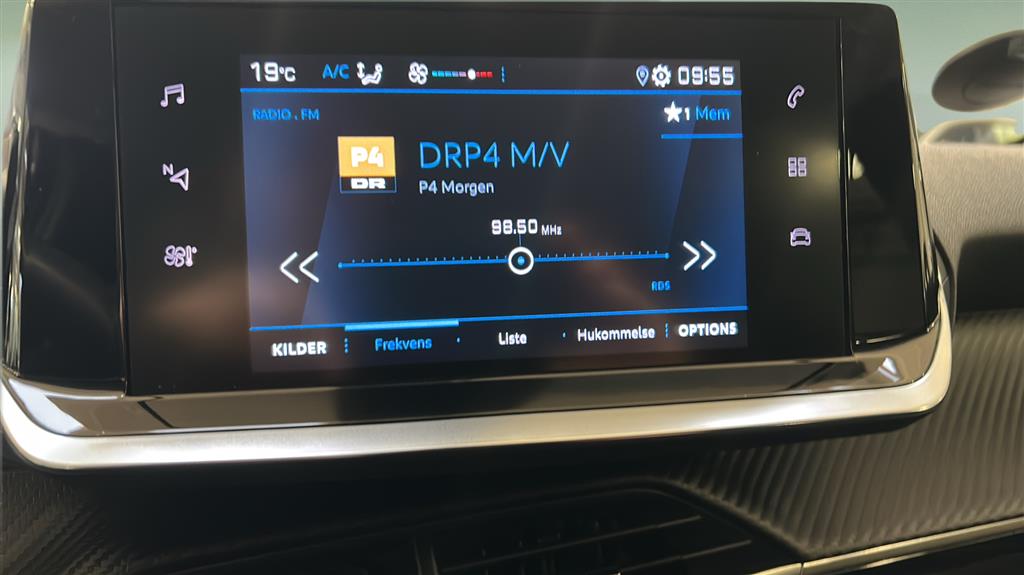 19°C A/C 09:55
RADIO . FM
★1 Mem
P4
DR
DRP4 M/V
P4 Morgen
98.50 MHz
N
RDS
KILDER Frekvens Liste Hukommelse OPTIONS